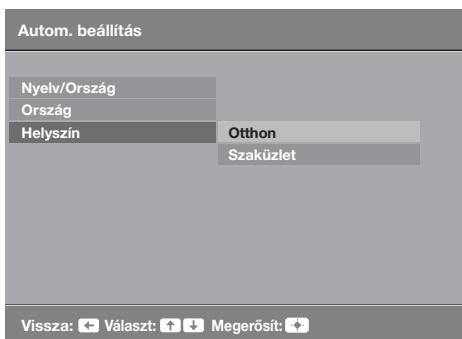 Autom. beállítás
Nyelv/Ország
Ország
Helyszín Otthon
Szaküzlet
Vissza: Választ: Megerősít: